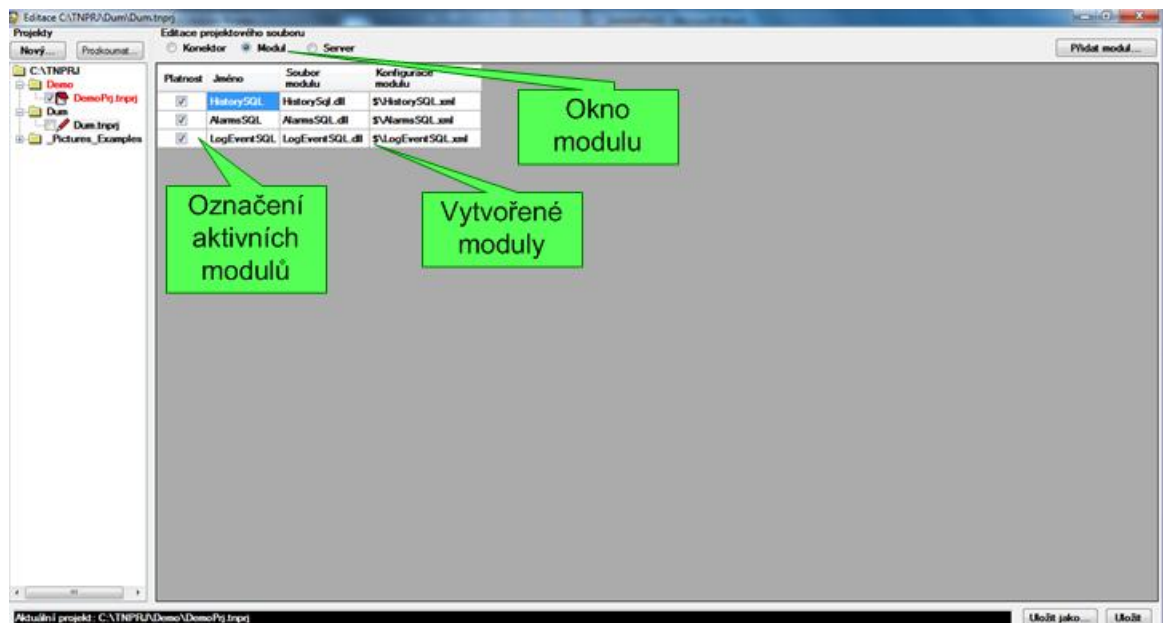 Editace C:\TNPRJ\Dum\Dum.tnprj
Projekty
Editace projektového souboru
Nový...
Prozkoumat...
Konektor
Modul
Server
Přidat modul...
C:\TNPRJ
Demo
DemoPrj.tnprj
Dum
Dum.tnprj
_Pictures_Examples
Platnost Jméno Soubor modulu Konfigurace modulu
HistorySQL HistorySql.dll $\HistorySQL.xml
AlarmsSQL AlarmsSQL.dll $\AlarmsSQL.xml
LogEventSQL LogEventSQL.dll $\LogEventSQL.xml
Okno
modulu
Označení
aktivních
modulů
Vytvořené
moduly
Aktuální projekt: C:\TNPRJ\Demo\DemoPrj.tnprj
Uložit jako...
Uložit